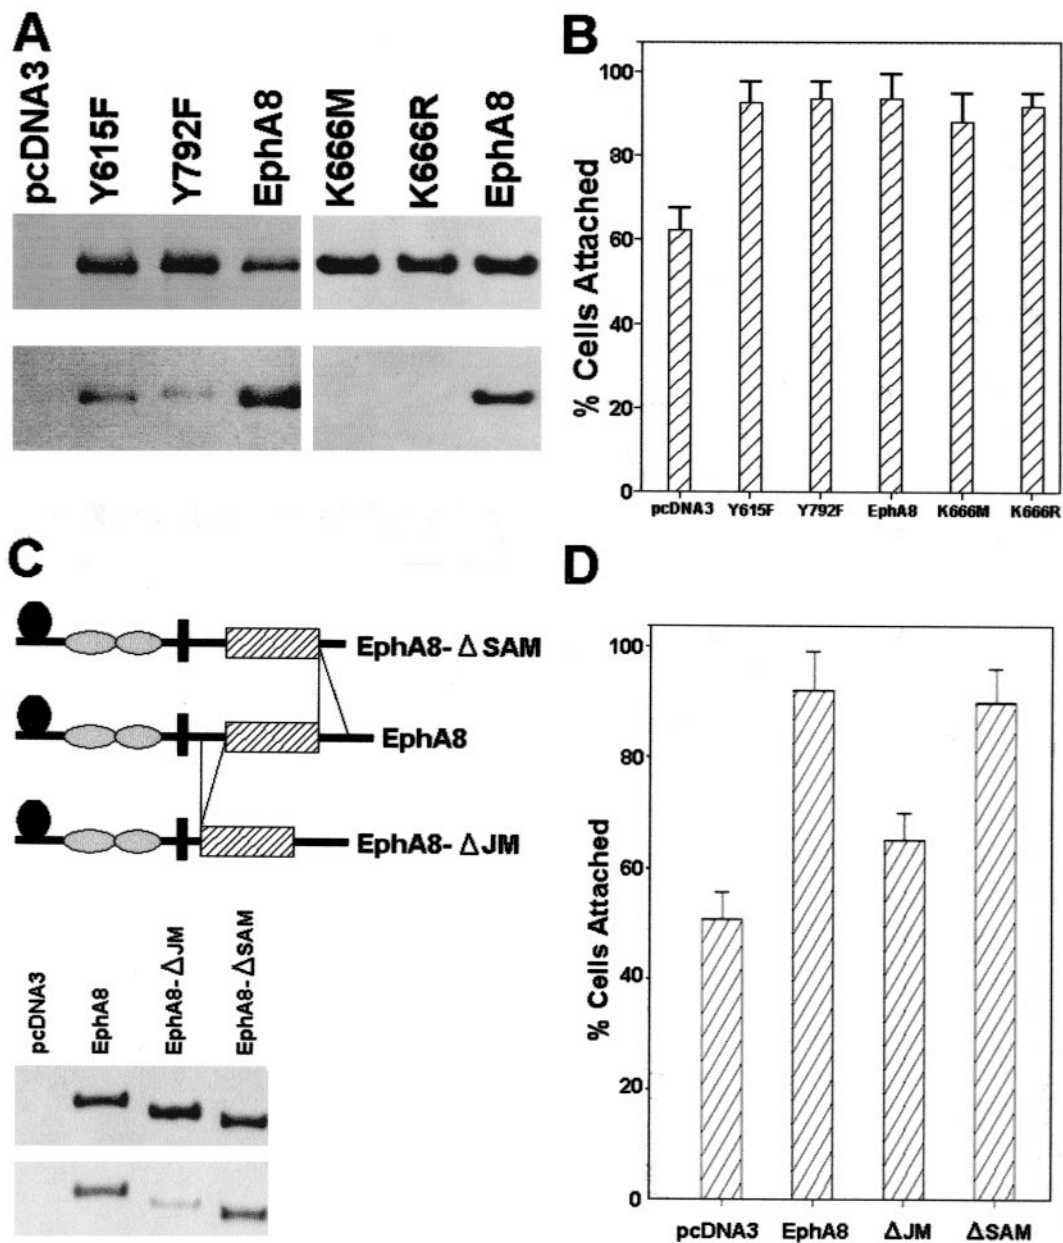 A
pcDNA3
Y615F
Y792F
EphA8
K666M
K666R
EphA8
B
% Cells Attached
100
80
60
40
20
0
pcDNA3 Y615F Y792F EphA8 K666M K666R
C
EphA8- Δ SAM
EphA8
EphA8- Δ JM
pcDNA3
EphA8
EphA8- ΔJM
EphA8- ΔSAM
D
% Cells Attached
100
80
60
40
20
0
pcDNA3 EphA8 ΔJM ΔSAM